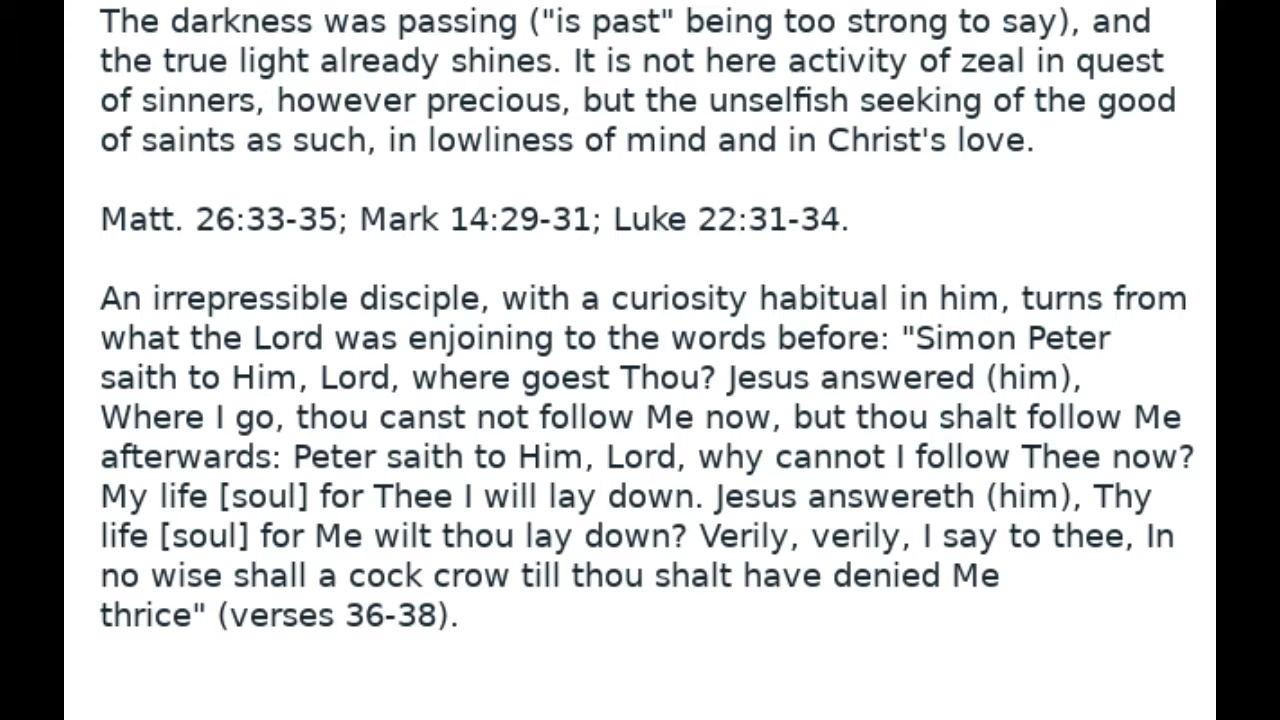 The darkness was passing ("is past" being too strong to say), and
the true light already shines. It is not here activity of zeal in quest
of sinners, however precious, but the unselfish seeking of the good
of saints as such, in lowliness of mind and in Christ's love.
Matt. 26:33-35; Mark 14:29-31; Luke 22:31-34.
An irrepressible disciple, with a curiosity habitual in him, turns from
what the Lord was enjoining to the words before: "Simon Peter
saith to Him, Lord, where goest Thou? Jesus answered (him),
Where I go, thou canst not follow Me now, but thou shalt follow Me
afterwards: Peter saith to Him, Lord, why cannot I follow Thee now?
My life [soul] for Thee I will lay down. Jesus answereth (him), Thy
life [soul] for Me wilt thou lay down? Verily, verily, I say to thee, In
no wise shall a cock crow till thou shalt have denied Me
thrice" (verses 36-38).